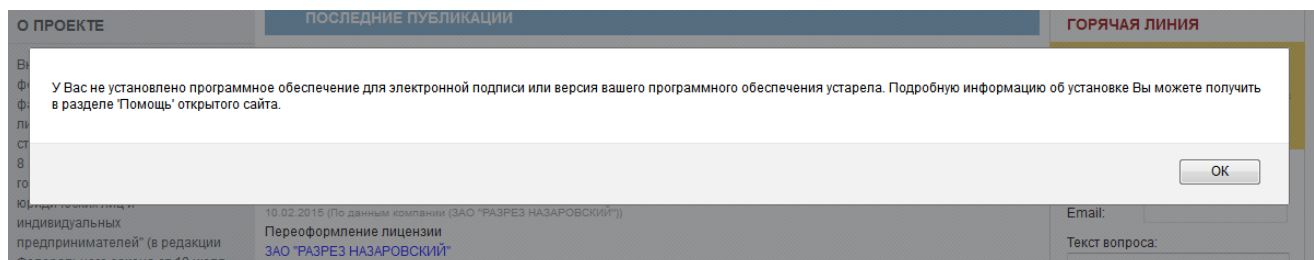 О ПРОЕКТЕ
ПОСЛЕДНИЕ ПУБЛИКАЦИИ
ГОРЯЧАЯ ЛИНИЯ
У Вас не установлено программное обеспечение для электронной подписи или версия вашего программного обеспечения устарела. Подробную информацию об установке Вы можете получить
в разделе 'Помощь' открытого сайта.
8
OK
индивидуальных
предпринимателей" (в редакции
10.02.2015 (По данным компании (ЗАО "РАЗРЕЗ НАЗАРОВСКИЙ"))
Переоформление лицензии
ЗАО "РАЗРЕЗ НАЗАРОВСКИЙ"
Email:
Текст вопроса: